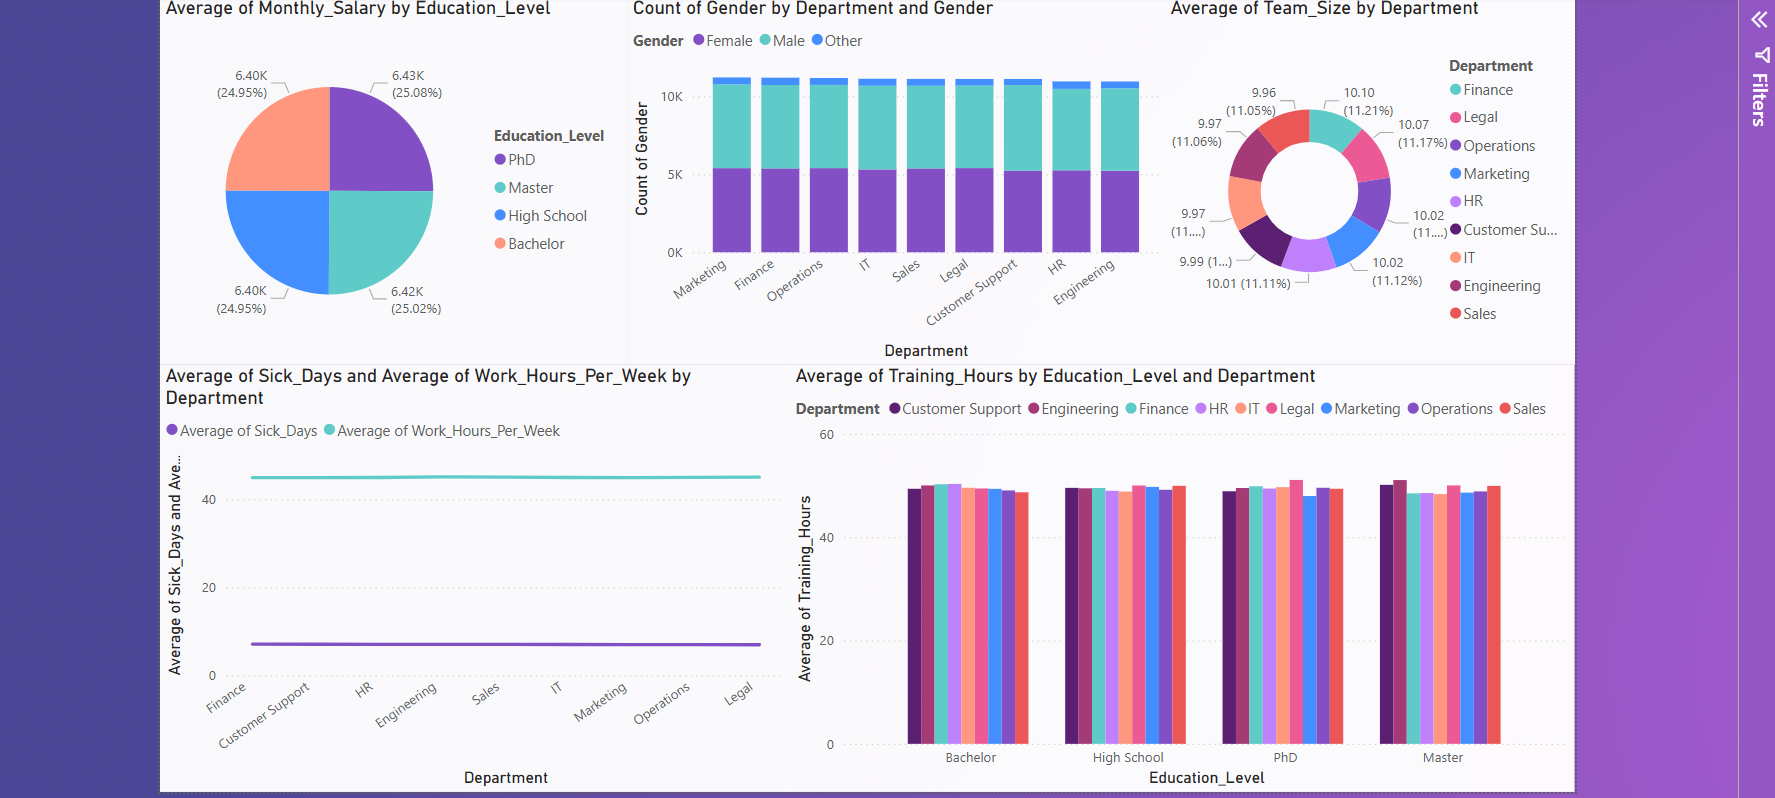 Average of Monthly_Salary by Education_Level
6.40K
(24.95%)
6.43K
(25.08%)
6.40K
(24.95%)
6.42K
(25.02%)
Education_Level
PhD
Master
High School
Bachelor
Count of Gender by Department and Gender
Gender Female Male Other
Count of Gender
10K
5K
0K
Marketing
Finance
Operations
IT
Sales
Legal
Customer Support
HR
Engineering
Department
Average of Team_Size by Department
9.96
(11.05%)
10.10
(11.21%)
9.97
(11.06%)
10.07
(11.17%)
9.97
(11....)
10.02
(11....)
9.99 (1...)
10.02
(11.12%)
10.01 (11.11%)
Department
Finance
Legal
Operations
Marketing
HR
Customer Su...
IT
Engineering
Sales
Filters
Average of Sick_Days and Average of Work_Hours_Per_Week by
Department
Average of Sick_Days Average of Work_Hours_Per_Week
Average of Sick_Days and Ave...
40
20
0
Finance
Customer Support
HR
Engineering
Sales
IT
Marketing
Operations
Legal
Department
Average of Training_Hours by Education_Level and Department
Department Customer Support Engineering Finance HR IT Legal Marketing Operations Sales
Average of Training_Hours
60
40
20
0
Bachelor
High School
PhD
Master
Education_Level